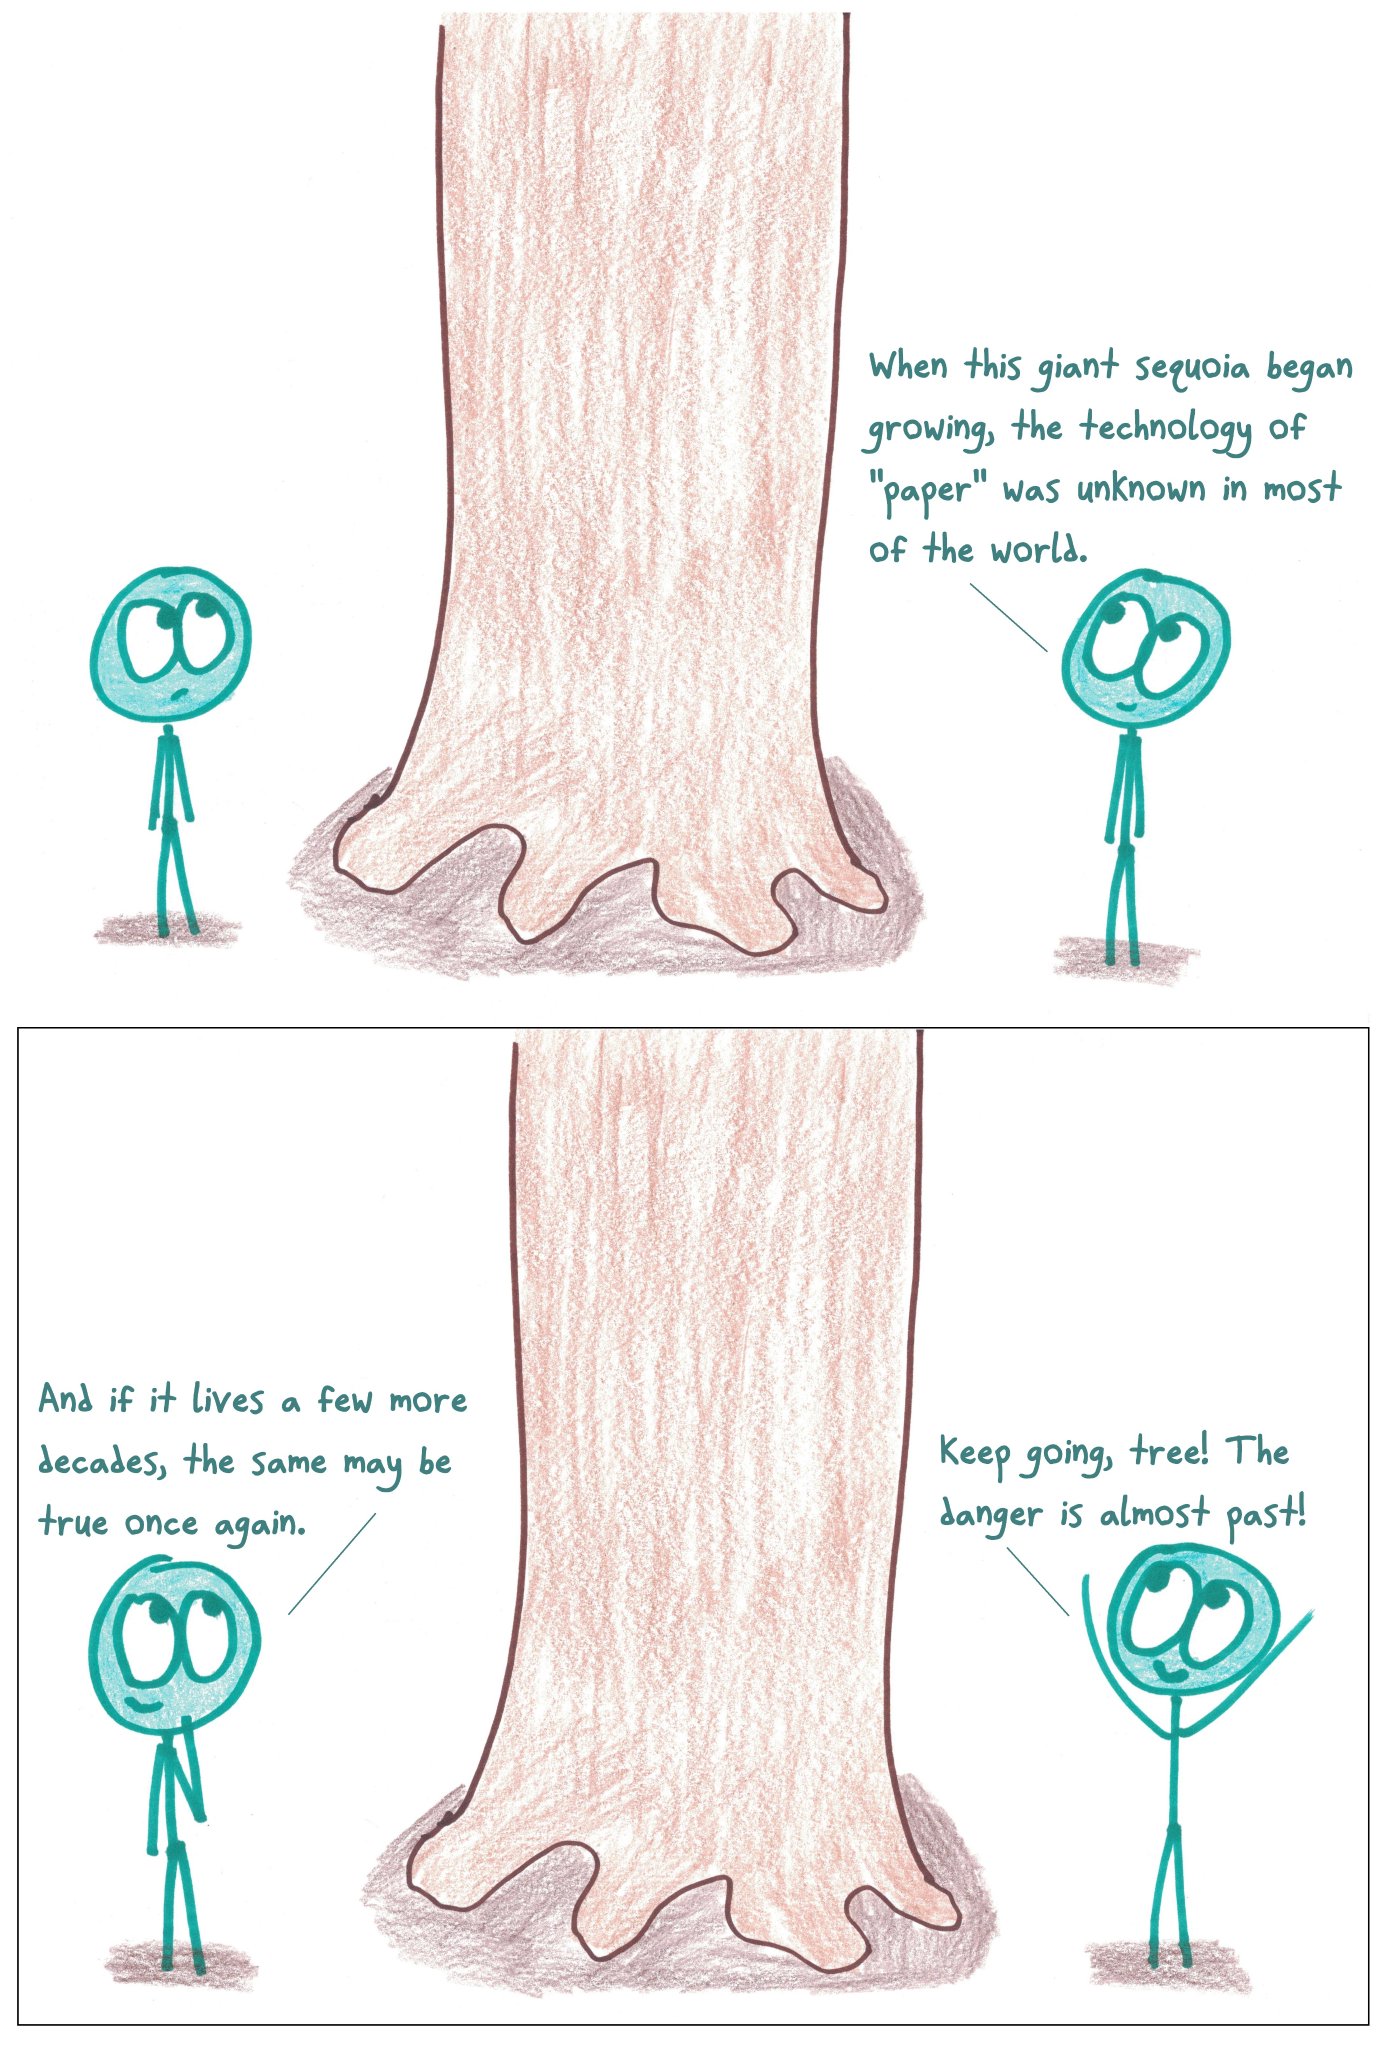 When this giant sequoia began
growing, the technology of
"paper" was unknown in most
of the world.
And if it lives a few more
decades, the same may be
true once again.
Keep going, tree! The
danger is almost past!